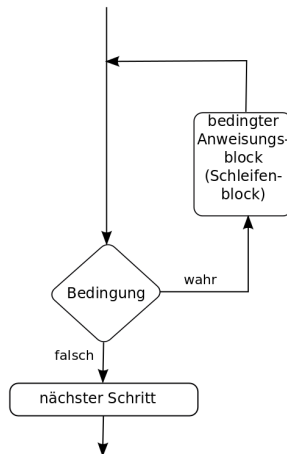 bedingter
Anweisungs-
block
(Schleifen-
block)
wahr
Bedingung
falsch
nächster Schritt